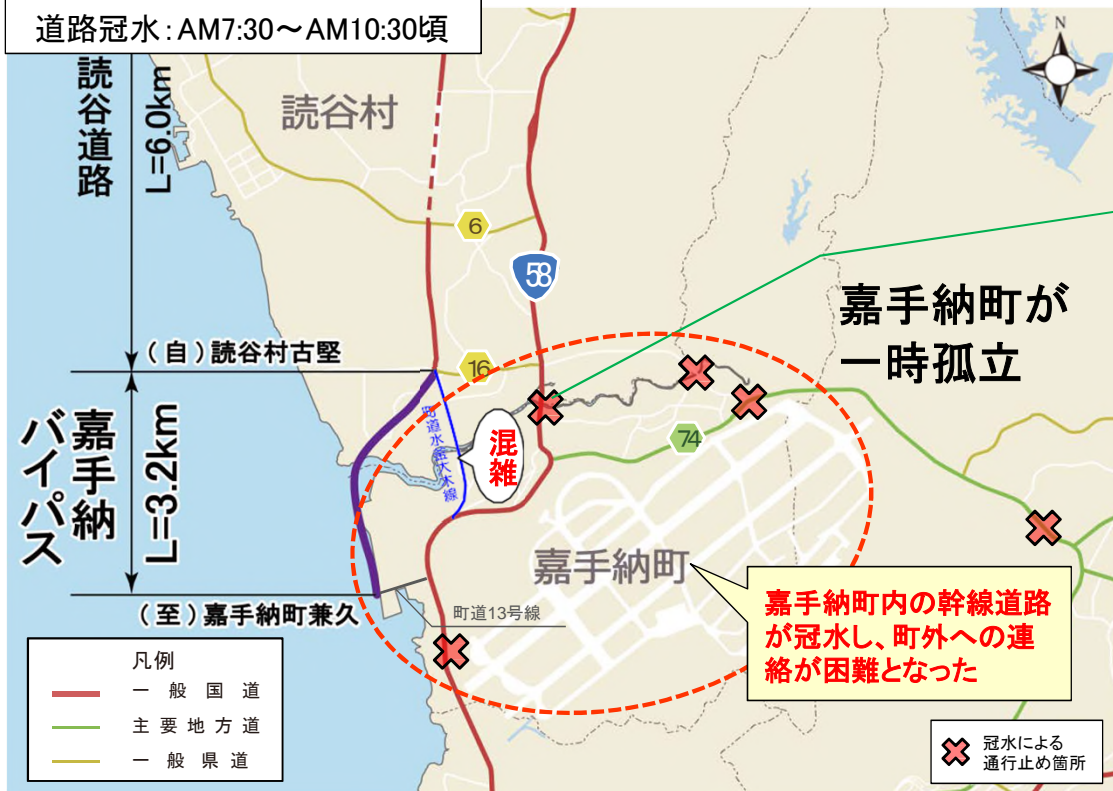 道路冠水：AM7:30～AM10:30頃
読谷道路
L=6.0km
読谷村
N
6
58
（自）読谷村古堅
16
嘉手納町が
一時孤立
嘉手納
バイパス
L=3.2km
町道水釜大木線
混雑
74
嘉手納町
（至）嘉手納町兼久
町道13号線
嘉手納町内の幹線道路
が冠水し、町外への連
絡が困難となった
凡例
一般国道
主要地方道
一般県道
冠水による
通行止め箇所